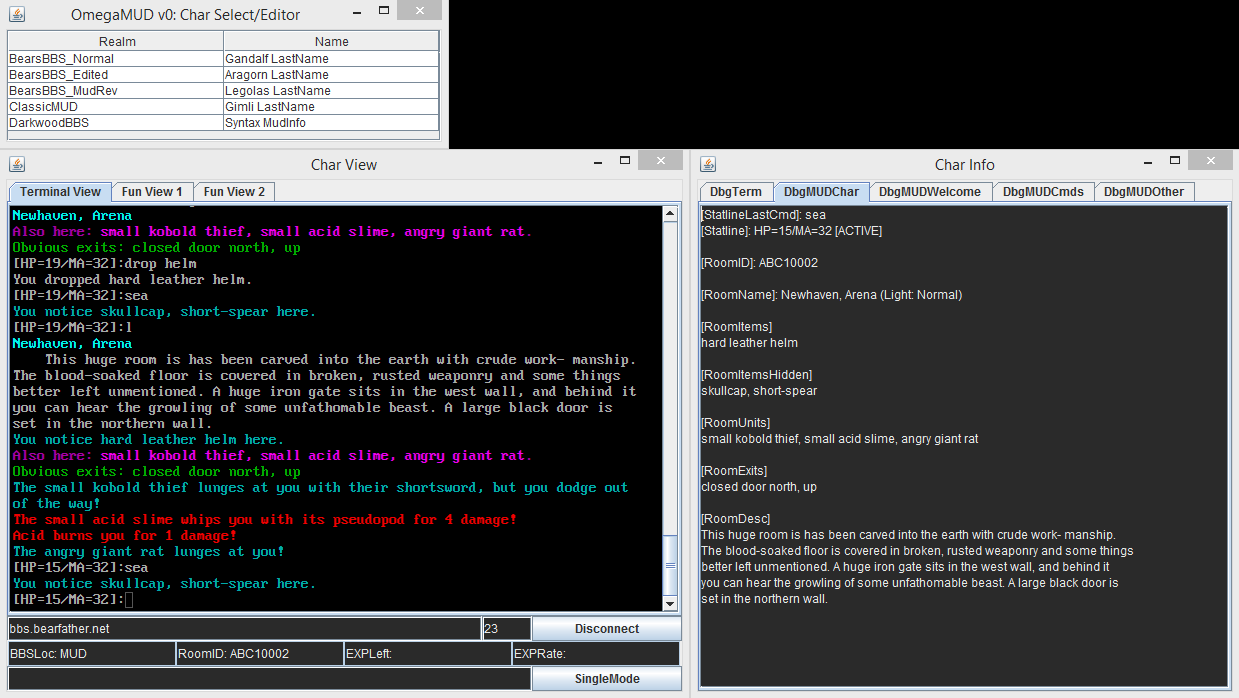 OmegaMUD v0: Char Select/Editor
Realm Name
BearsBBS_Normal Gandalf LastName
BearsBBS_Edited Aragorn LastName
BearsBBS_MudRev Legolas LastName
ClassicMUD Gimli LastName
DarkwoodBBS Syntax MudInfo
Char View
Terminal View Fun View 1 Fun View 2
Newhaven, Arena
Also here: small kobold thief, small acid slime, angry giant rat.
Obvious exits: closed door north, up
[HP=19/MA=32]:drop helm
You dropped hard leather helm.
[HP=19/MA=32]:sea
You notice skullcap, short-spear here.
[HP=19/MA=32]:l
Newhaven, Arena
This huge room is has been carved into the earth with crude work- manship.
The blood-soaked floor is covered in broken, rusted weaponry and some things
better left unmentioned. A huge iron gate sits in the west wall, and behind it
you can hear the growling of some unfathomable beast. A large black door is
set in the northern wall.
You notice hard leather helm here.
Also here: small kobold thief, small acid slime, angry giant rat.
Obvious exits: closed door north, up
The small kobold thief lunges at you with their shortsword, but you dodge out
of the way!
The small acid slime whips you with its pseudopod for 4 damage!
Acid burns you for 1 damage!
The angry giant rat lunges at you!
[HP=15/MA=32]:sea
You notice skullcap, short-spear here.
[HP=15/MA=32]:
bbs.bearfather.net 23 Disconnect
BBSLoc: MUD RoomID: ABC10002 EXPLeft: EXPRate:
SingleMode
Char Info
DbgTerm DbgMUDChar DbgMUDWelcome DbgMUDCmds DbgMUDOther
[StatlineLastCmd]: sea
[Statline]: HP=15/MA=32 [ACTIVE]
[RoomID]: ABC10002
[RoomName]: Newhaven, Arena (Light: Normal)
[RoomItems]
hard leather helm
[RoomItemsHidden]
skullcap, short-spear
[RoomUnits]
small kobold thief, small acid slime, angry giant rat
[RoomExits]
closed door north, up
[RoomDesc]
This huge room is has been carved into the earth with crude work- manship.
The blood-soaked floor is covered in broken, rusted weaponry and some things
better left unmentioned. A huge iron gate sits in the west wall, and behind it
you can hear the growling of some unfathomable beast. A large black door is
set in the northern wall.